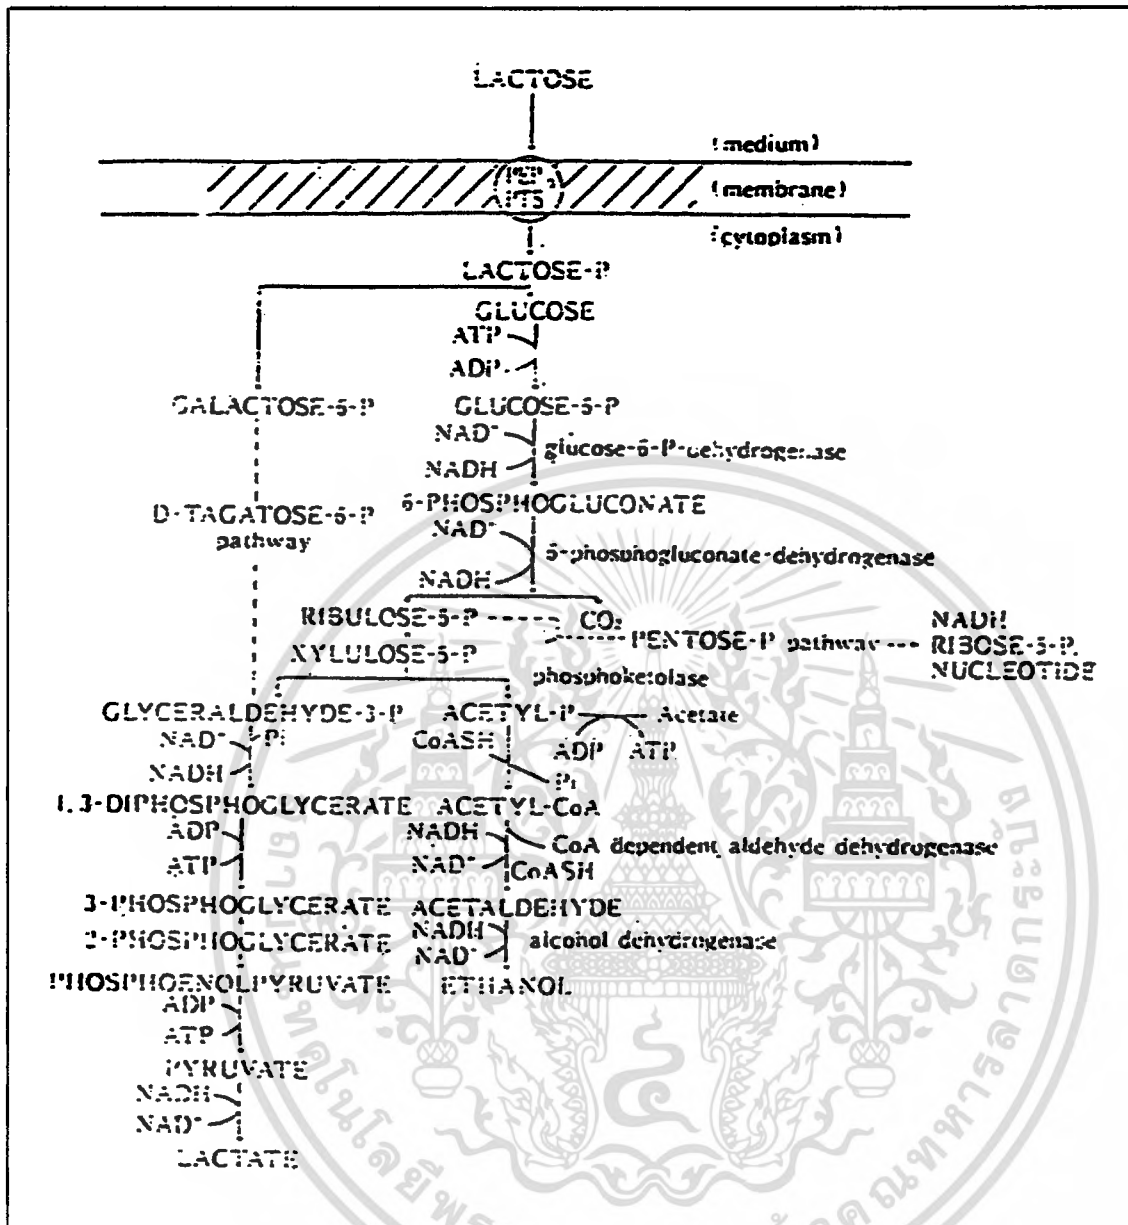 LACTOSE
(medium)
PEP
PTS
(membrane)
(cytoplasm)
LACTOSE-P
GLUCOSE
ATP
ADP
GALACTOSE-6-P GLUCOSE-6-P
NAD+
glucose-6-P-dehydrogenase
NADH
6-PHOSPHOGLUCONATE
D-TAGATOSE-6-P
pathway
NAD+
6-phosphogluconate-dehydrogenase
NADH
RIBULOSE-5-P CO2
PENTOSE-P pathway
NADH
RIBOSE-5-P.
NUCLEOTIDE
XYLULOSE-5-P
phosphoketolase
GLYCERALDEHYDE-3-P ACETYL-P Acetate
NAD+ Pi CoASH ADP ATP
NADH Pi
1,3-DIPHOSPHOGLYCERATE ACETYL-CoA
ADP NADH CoA dependent aldehyde dehydrogenase
ATP NAD+ CoASH
3-PHOSPHOGLYCERATE ACETALDEHYDE
2-PHOSPHOGLYCERATE NADH alcohol dehydrogenase
NAD+
PHOSPHOENOLPYRUVATE ETHANOL
ADP
ATP
PYRUVATE
NADH
NAD+
LACTATE